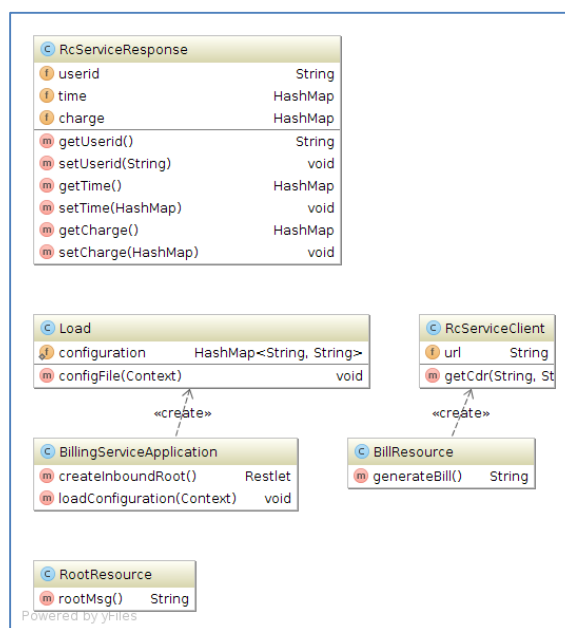 C RcServiceResponse
f userid String
f time HashMap
f charge HashMap
m getUserid() String
m setUserid(String) void
m getTime() HashMap
m setTime(HashMap) void
m getCharge() HashMap
m setCharge(HashMap) void
C Load
f configuration HashMap<String, String>
m configFile(Context) void
C RcServiceClient
f url String
m getCdr(String, St
«create»
«create»
C BillingServiceApplication
m createInboundRoot() Restlet
m loadConfiguration(Context) void
C BillResource
m generateBill() String
C RootResource
m rootMsg() String
Powered by yFiles